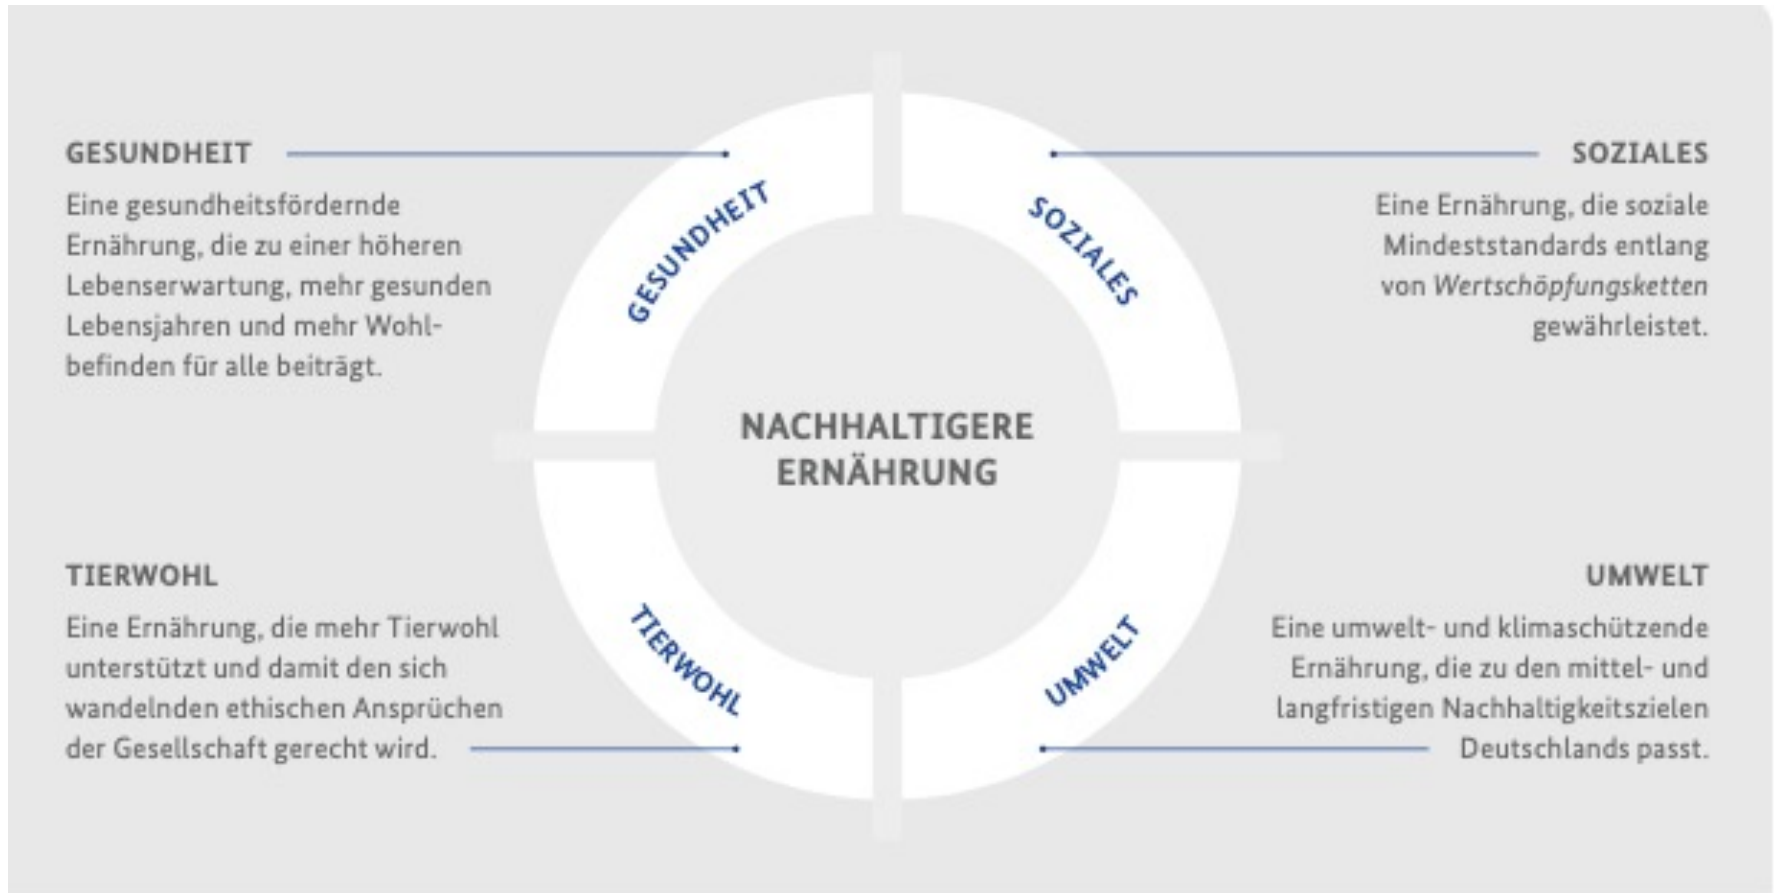 GESUNDHEIT
Eine gesundheitsfördernde
Ernährung, die zu einer höheren
Lebenserwartung, mehr gesunden
Lebensjahren und mehr Wohl-
befinden für alle beiträgt.
SOZIALES
Eine Ernährung, die soziale
Mindeststandards entlang
von Wertschöpfungsketten
gewährleistet.
GESUNDHEIT
SOZIALES
NACHHALTIGERE
ERNÄHRUNG
TIERWOHL
UMWELT
TIERWOHL
Eine Ernährung, die mehr Tierwohl
unterstützt und damit den sich
wandelnden ethischen Ansprüchen
der Gesellschaft gerecht wird.
UMWELT
Eine umwelt- und klimaschützende
Ernährung, die zu den mittel- und
langfristigen Nachhaltigkeitszielen
Deutschlands passt.